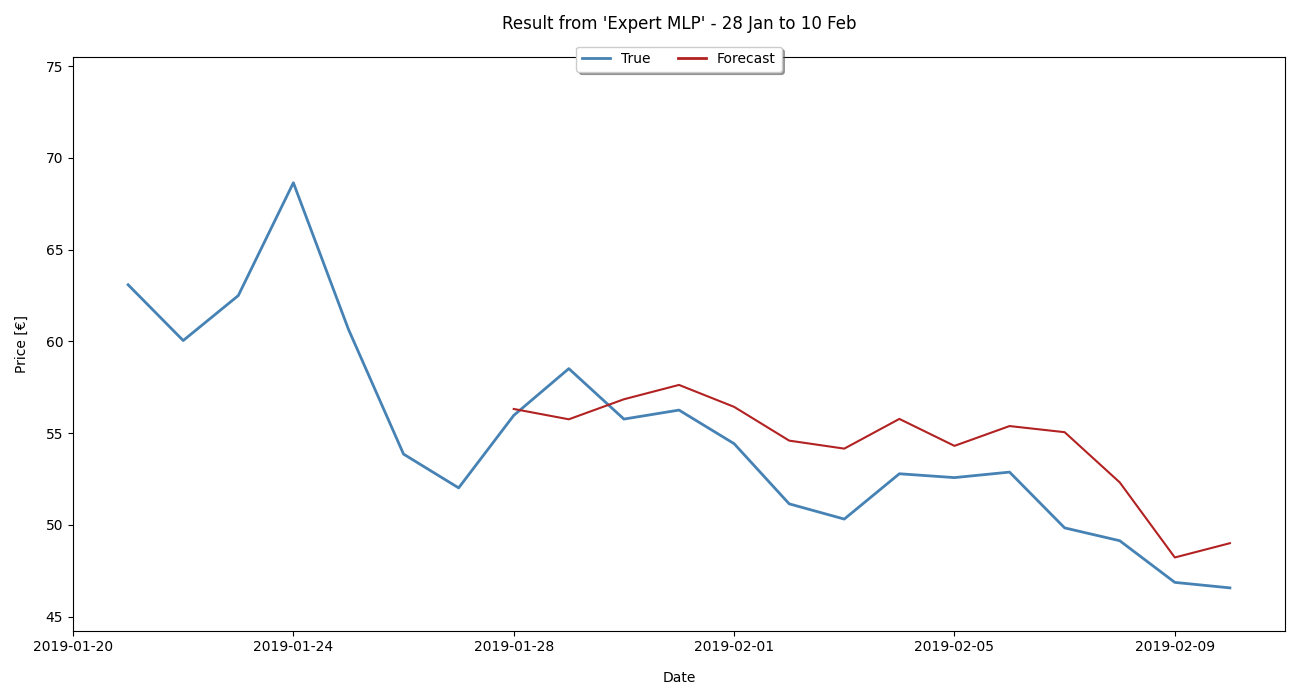 Result from 'Expert MLP' - 28 Jan to 10 Feb
True
Forecast
75
70
65
60
55
50
45
Price [€]
2019-01-20
2019-01-24
2019-01-28
2019-02-01
2019-02-05
2019-02-09
Date